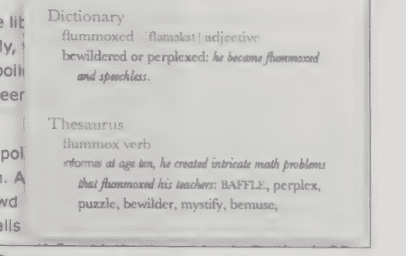 Dictionary
flummoxed adjective
bewildered or perplexed: he became flummoxed
and speechless.
Thesaurus
flummox verb
informal at age ten, he created intricate math problems
that flummoxed his teachers: BAFFLE, perplex,
puzzle, bewilder, mystify, bemuse,